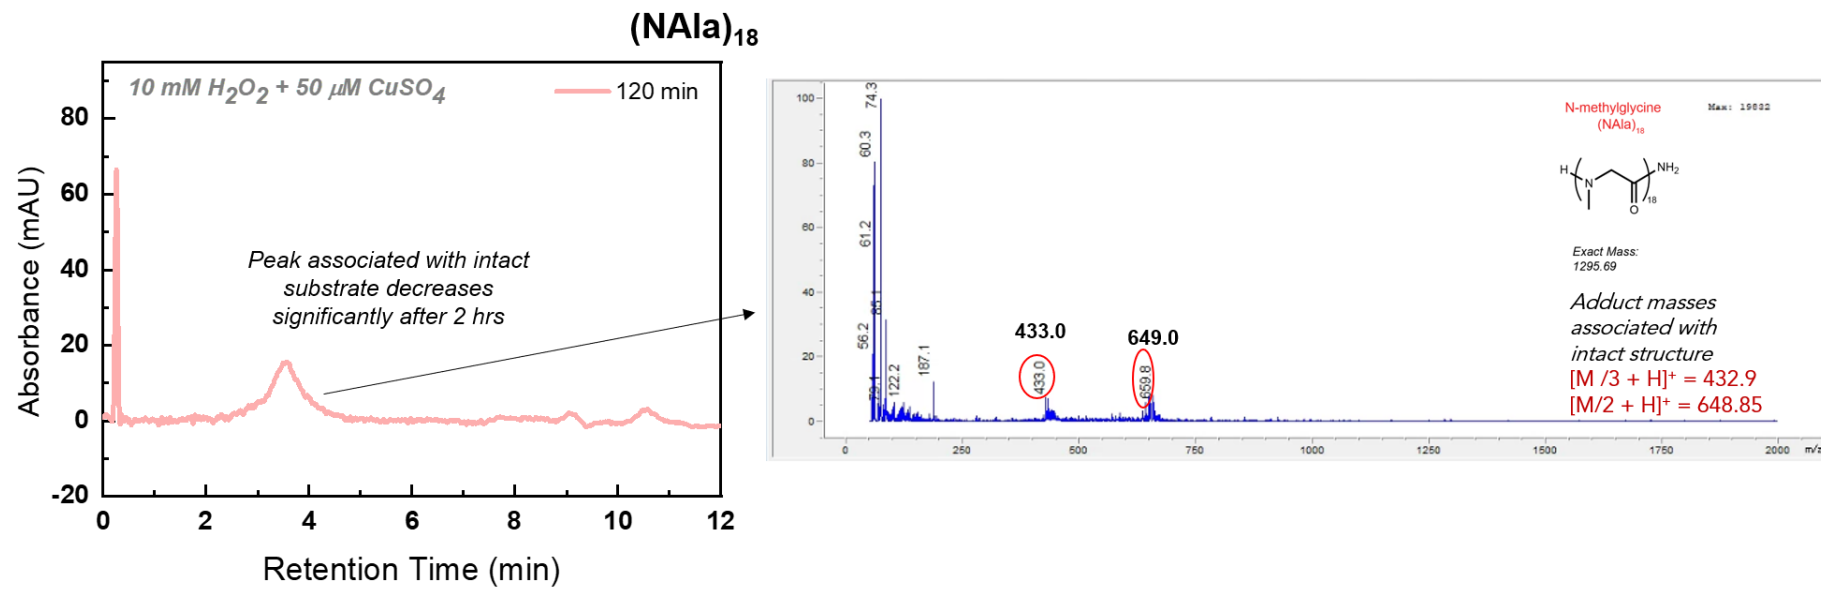 (NAla)18
10 mM H2O2 + 50 μM CuSO4
120 min
Peak associated with intact
substrate decreases
significantly after 2 hrs
Absorbance (mAU)
80
60
40
20
0
-20
0 2 4 6 8 10 12
Retention Time (min)
100
80
60
40
20
0
74.3
60.3
61.2
85.1
56.2
79.1
122.2
187.1
433.0
433.0
649.0
659.8
N-methylglycine
(NAla)18
Max: 19832
H
N
O
NH2
18
Exact Mass:
1295.69
Adduct masses
associated with
intact structure
[M /3 + H]+ = 432.9
[M/2 + H]+ = 648.85
0 250 500 750 1000 1250 1500 1750 2000 m/z